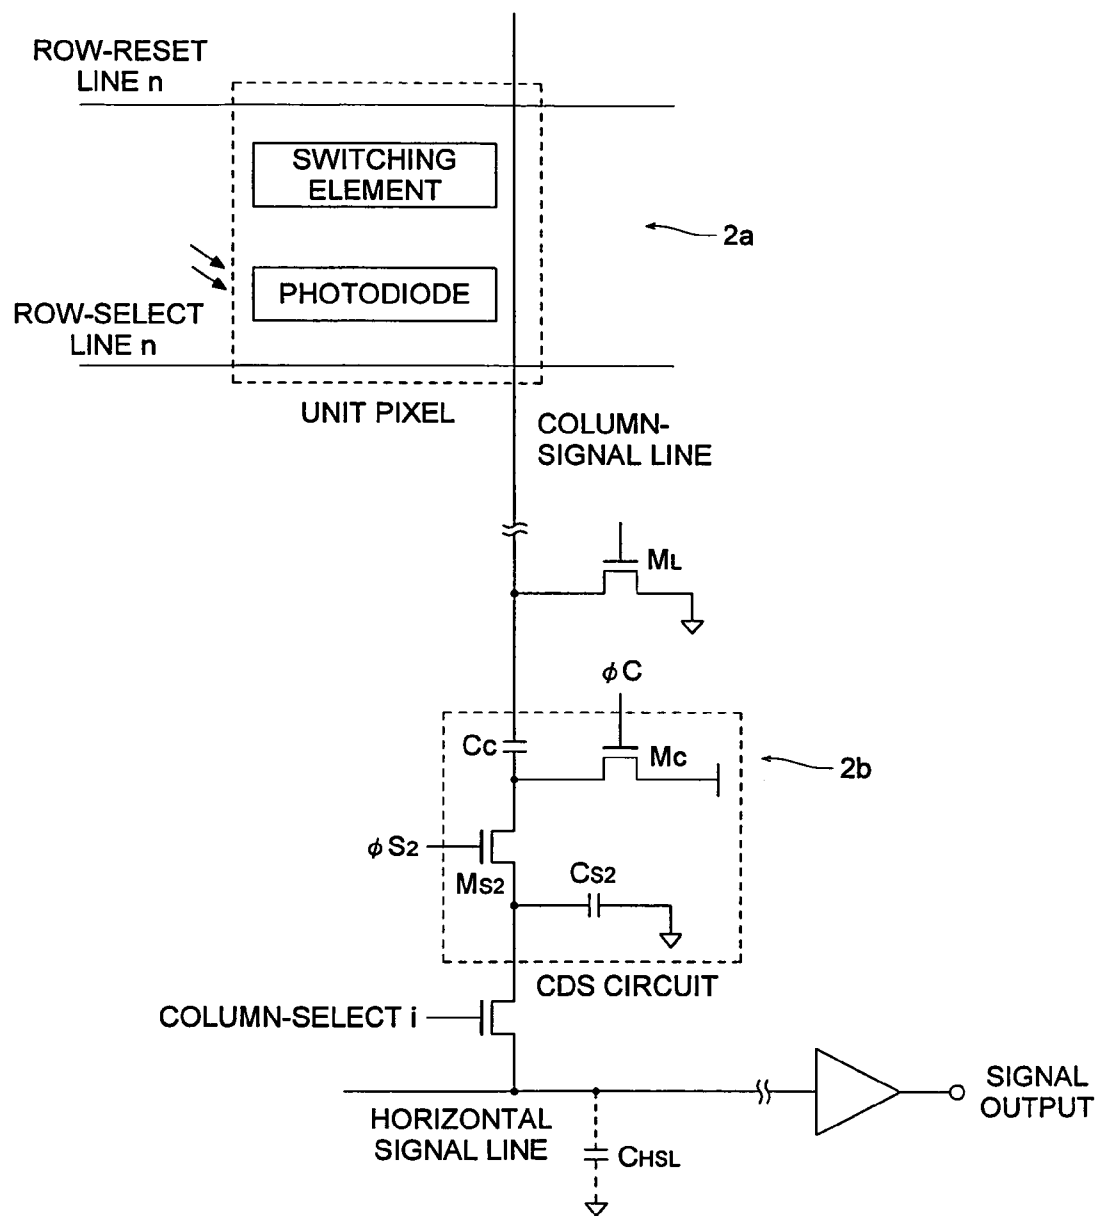 ROW-RESET
LINE n
SWITCHING
ELEMENT
2a
PHOTODIODE
ROW-SELECT
LINE n
UNIT PIXEL
COLUMN-
SIGNAL LINE
ML
ϕC
Cc
Mc
2b
ϕS2
MS2
CS2
CDS CIRCUIT
COLUMN-SELECT i
HORIZONTAL
SIGNAL LINE
CHSL
SIGNAL
OUTPUT